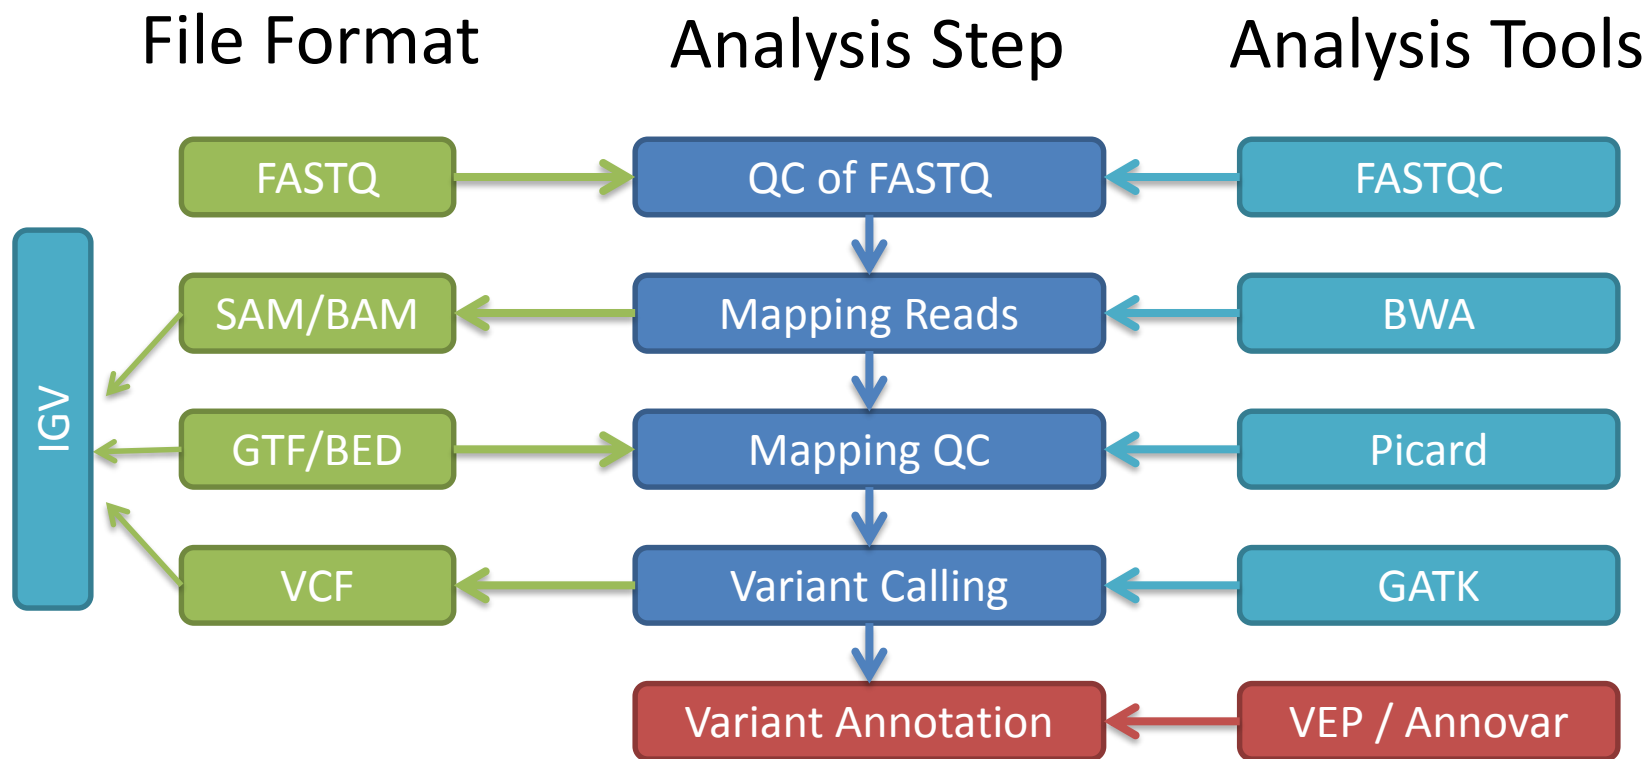 File Format
Analysis Step
Analysis Tools
FASTQ
QC of FASTQ
FASTQC
IGV
SAM/BAM
Mapping Reads
BWA
GTF/BED
Mapping QC
Picard
VCF
Variant Calling
GATK
Variant Annotation
VEP / Annovar